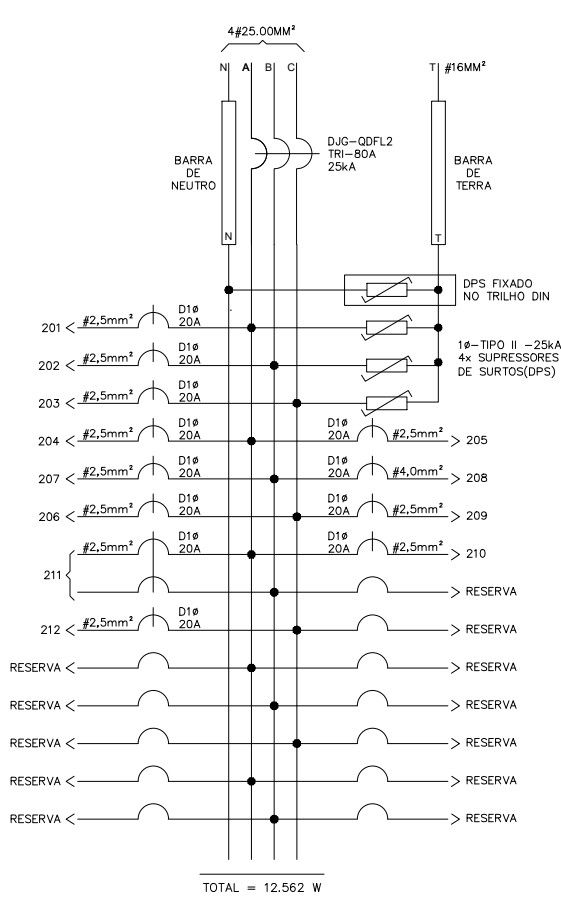 4#25.00MM²
N A B C
T #16MM²
DJG-QDFL2
TRI-80A
25kA
BARRA
DE
NEUTRO
N
BARRA
DE
TERRA
T
DPS FIXADO
NO TRILHO DIN
1ø-TIPO II -25kA
4x SUPRESSORES
DE SURTOS(DPS)
201 #2,5mm² D1ø
20A
202 #2,5mm² D1ø
20A
203 #2,5mm² D1ø
20A
204 #2,5mm² D1ø
20A
D1ø
20A #2,5mm² 205
207 #2,5mm² D1ø
20A
D1ø
20A #4,0mm² 208
206 #2,5mm² D1ø
20A
D1ø
20A #2,5mm² 209
211 #2,5mm² D1ø
20A
D1ø
20A #2,5mm² 210
RESERVA
212 #2,5mm² D1ø
20A
RESERVA
RESERVA RESERVA
RESERVA RESERVA
RESERVA RESERVA
RESERVA RESERVA
RESERVA RESERVA
TOTAL = 12.562 W